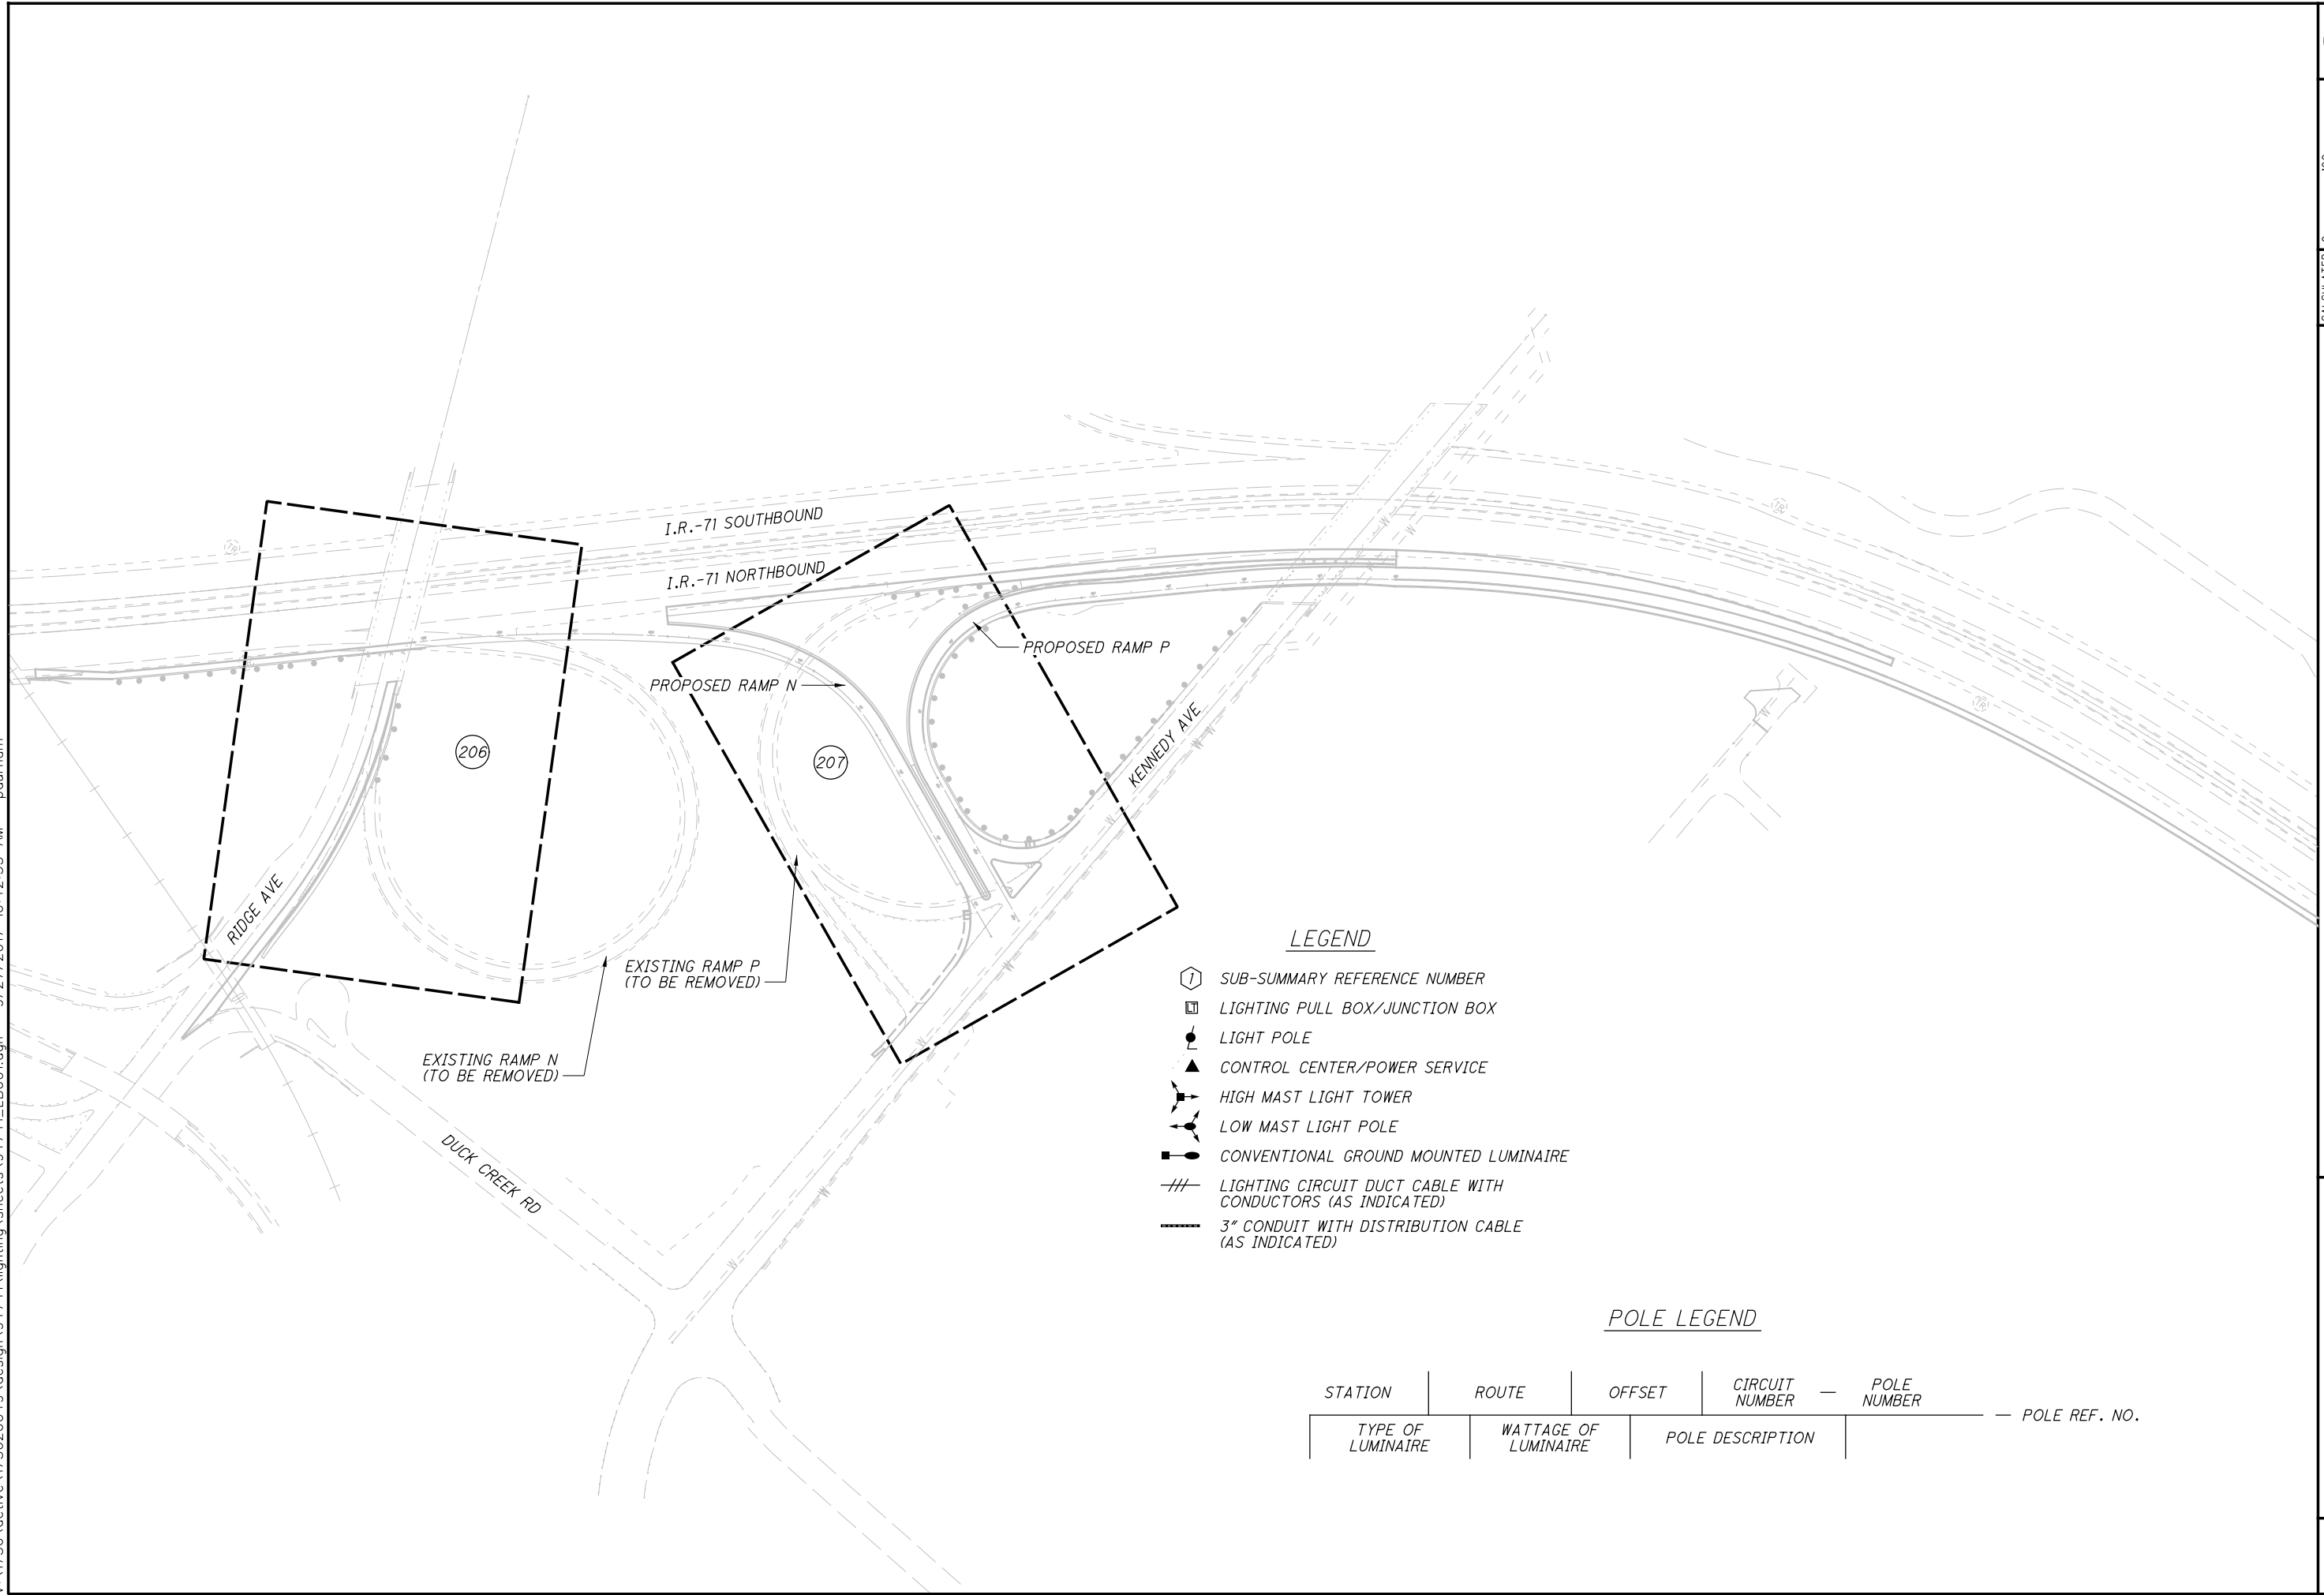 I.R.-71 SOUTHBOUND
I.R.-71 NORTHBOUND
PROPOSED RAMP P
PROPOSED RAMP N
206
207
KENNEDY AVE
RIDGE AVE
EXISTING RAMP P
(TO BE REMOVED)
EXISTING RAMP N
(TO BE REMOVED)
DUCK CREEK RD
LEGEND
1 SUB-SUMMARY REFERENCE NUMBER
LT LIGHTING PULL BOX/JUNCTION BOX
LIGHT POLE
CONTROL CENTER/POWER SERVICE
HIGH MAST LIGHT TOWER
LOW MAST LIGHT POLE
CONVENTIONAL GROUND MOUNTED LUMINAIRE
LIGHTING CIRCUIT DUCT CABLE WITH
CONDUCTORS (AS INDICATED)
3" CONDUIT WITH DISTRIBUTION CABLE
(AS INDICATED)
POLE LEGEND
STATION ROUTE OFFSET CIRCUIT NUMBER — POLE NUMBER
TYPE OF LUMINAIRE WATTAGE OF LUMINAIRE POLE DESCRIPTION
— POLE REF. NO.